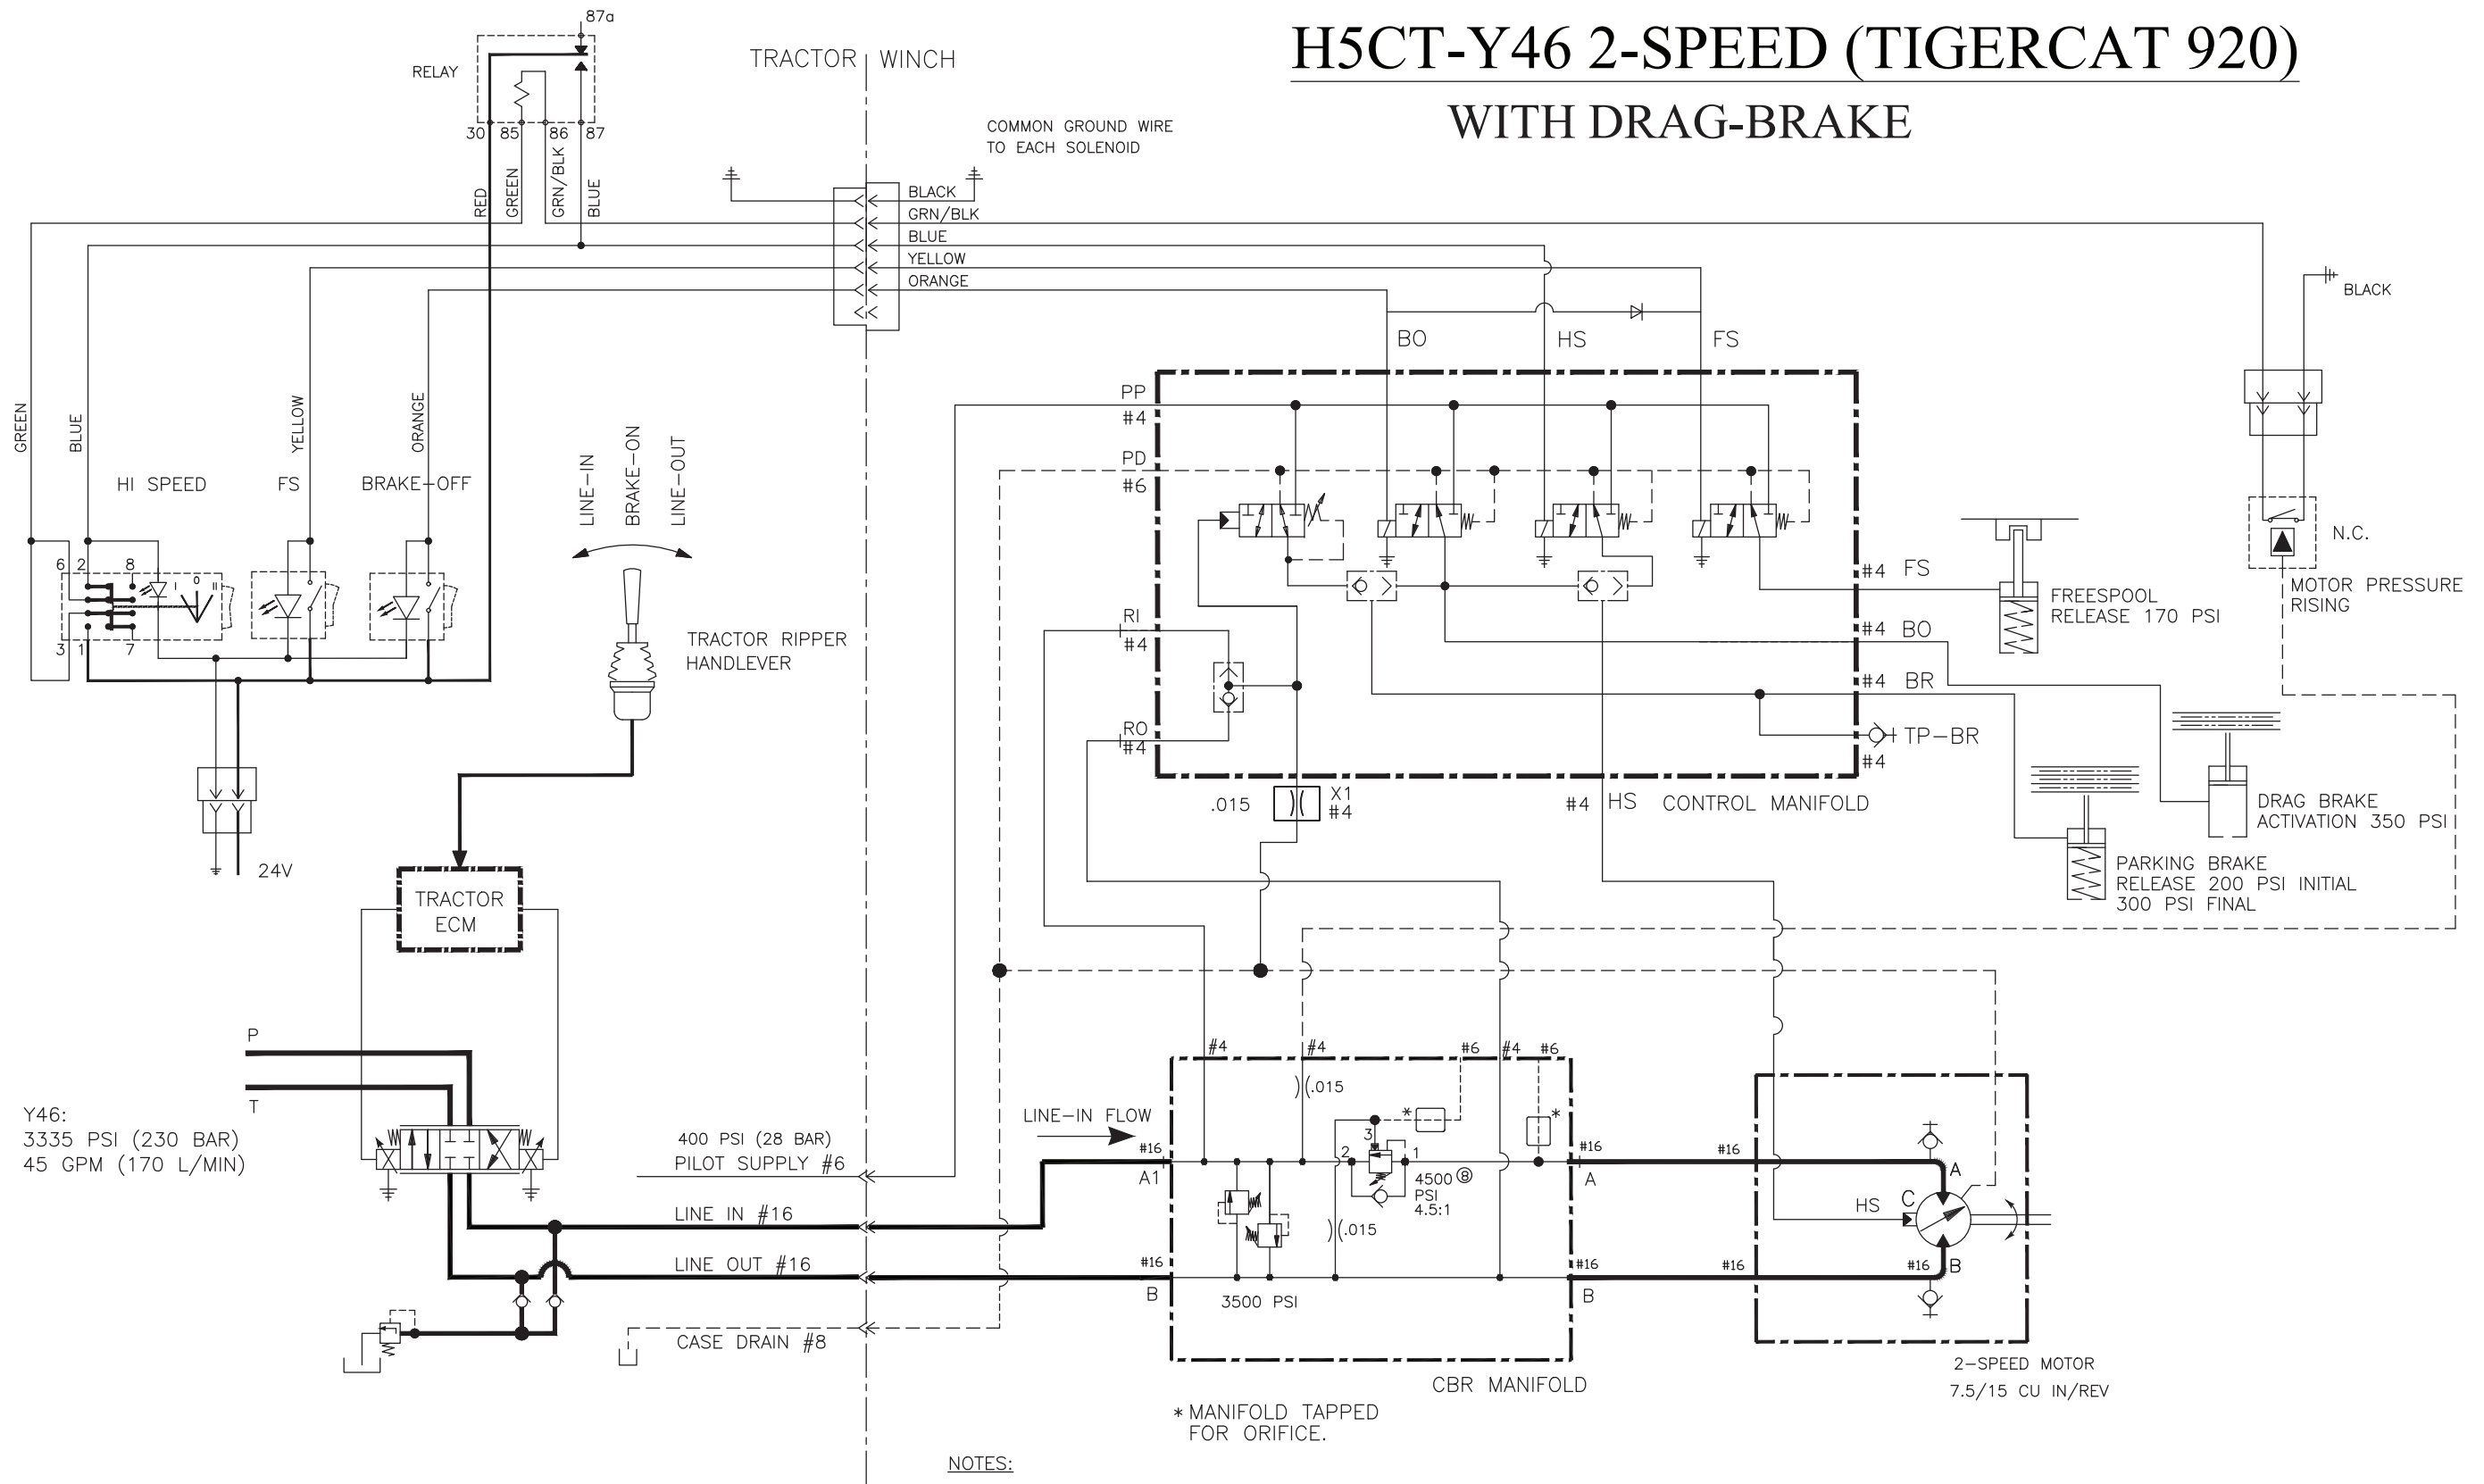 H5CT-Y46 2-SPEED (TIGERCAT 920)
WITH DRAG-BRAKE
87a
RELAY
30 85 86 87
RED
GREEN
GRN/BLK
BLUE
TRACTOR WINCH
COMMON GROUND WIRE
TO EACH SOLENOID
BLACK
GRN/BLK
BLUE
YELLOW
ORANGE
BLACK
BO
HS
FS
GREEN
BLUE
YELLOW
ORANGE
HI SPEED
FS
BRAKE-OFF
6 2 8
I 0 II
3 1 7
24V
LINE-IN
BRAKE-ON
LINE-OUT
TRACTOR RIPPER
HANDLEVER
TRACTOR
ECM
PP
#4
PD
#6
RI
#4
RO
#4
#4 FS
#4 BO
#4 BR
TP-BR
#4
.015
X1
#4
#4 HS
CONTROL MANIFOLD
N.C.
MOTOR PRESSURE
RISING
FREESPOOL
RELEASE 170 PSI
DRAG BRAKE
ACTIVATION 350 PSI
PARKING BRAKE
RELEASE 200 PSI INITIAL
300 PSI FINAL
P
T
Y46:
3335 PSI (230 BAR)
45 GPM (170 L/MIN)
400 PSI (28 BAR)
PILOT SUPPLY #6
LINE IN #16
LINE OUT #16
CASE DRAIN #8
LINE-IN FLOW
#16
A1
#16
B
#4
#4
#6
#4
#6
.015
*
*
3
2
1
4500 ⑧
PSI
4.5:1
.015
3500 PSI
#16
A
#16
B
CBR MANIFOLD
* MANIFOLD TAPPED
FOR ORIFICE.
#16
#16
#16
A
HS
C
B
2-SPEED MOTOR
7.5/15 CU IN/REV
NOTES: